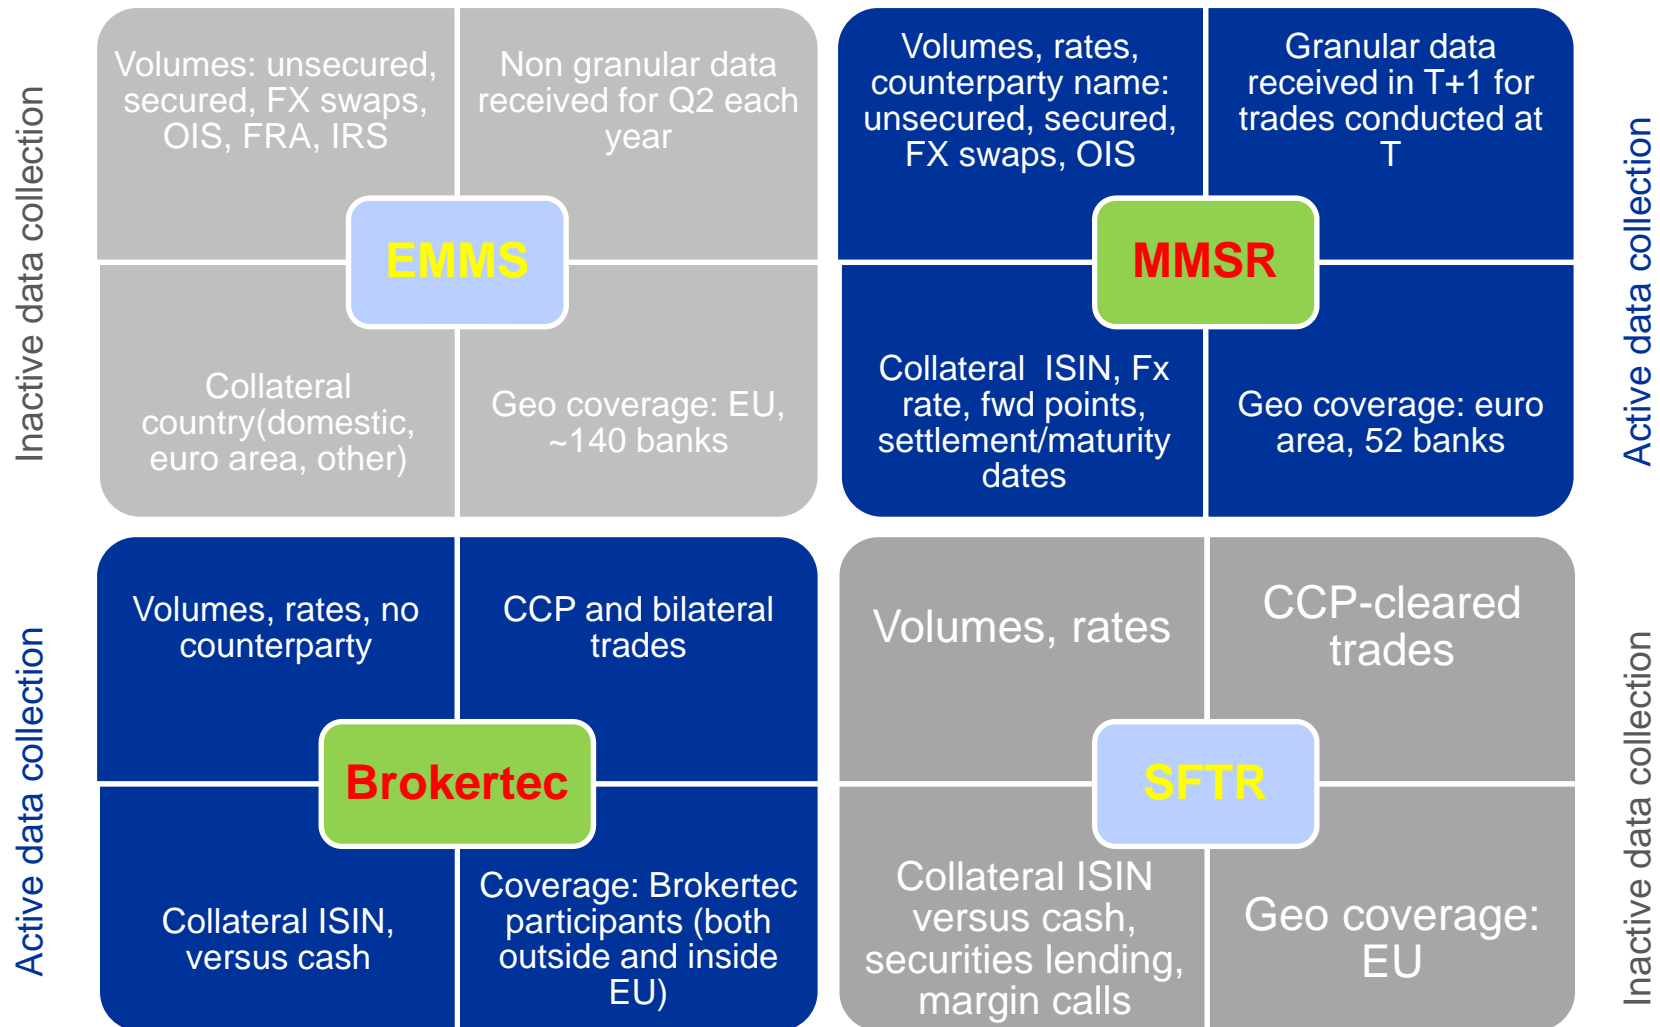 Inactive data collection
Volumes: unsecured,
secured, FX swaps,
OIS, FRA, IRS
Non granular data
received for Q2 each
year
EMMS
Collateral
country(domestic,
euro area, other)
Geo coverage: EU,
~140 banks
Volumes, rates,
counterparty name:
unsecured, secured,
FX swaps, OIS
Granular data
received in T+1 for
trades conducted at
T
MMSR
Collateral ISIN, Fx
rate, fwd points,
settlement/maturity
dates
Geo coverage: euro
area, 52 banks
Active data collection
Active data collection
Volumes, rates, no
counterparty
CCP and bilateral
trades
Brokertec
Collateral ISIN,
versus cash
Coverage: Brokertec
participants (both
outside and inside
EU)
Volumes, rates
CCP-cleared
trades
SFTR
Collateral ISIN
versus cash,
securities lending,
margin calls
Geo coverage:
EU
Inactive data collection